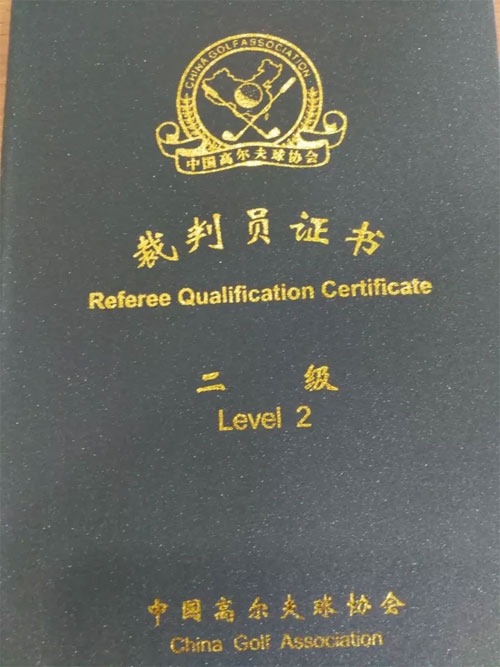 CHINA GOLF ASSOCIATION
中国高尔夫球协会
裁判员证书
Referee Qualification Certificate
二 级
Level 2
中国高尔夫球协会
China Golf Association